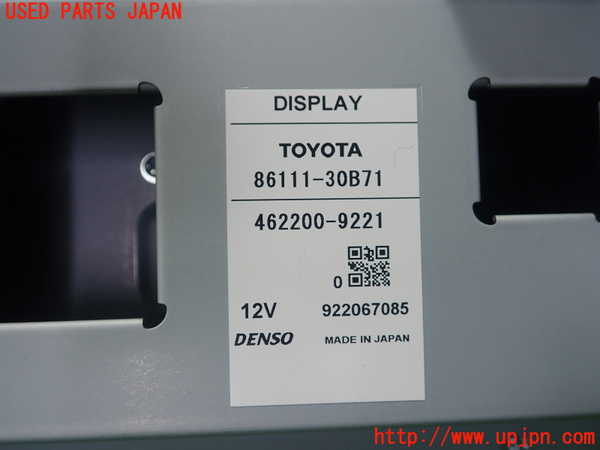 USED PARTS JAPAN
DISPLAY
TOYOTA
86111-30B71
462200-9221
0
12V 922067085
DENSO MADE IN JAPAN
http://www.upjpn.com/